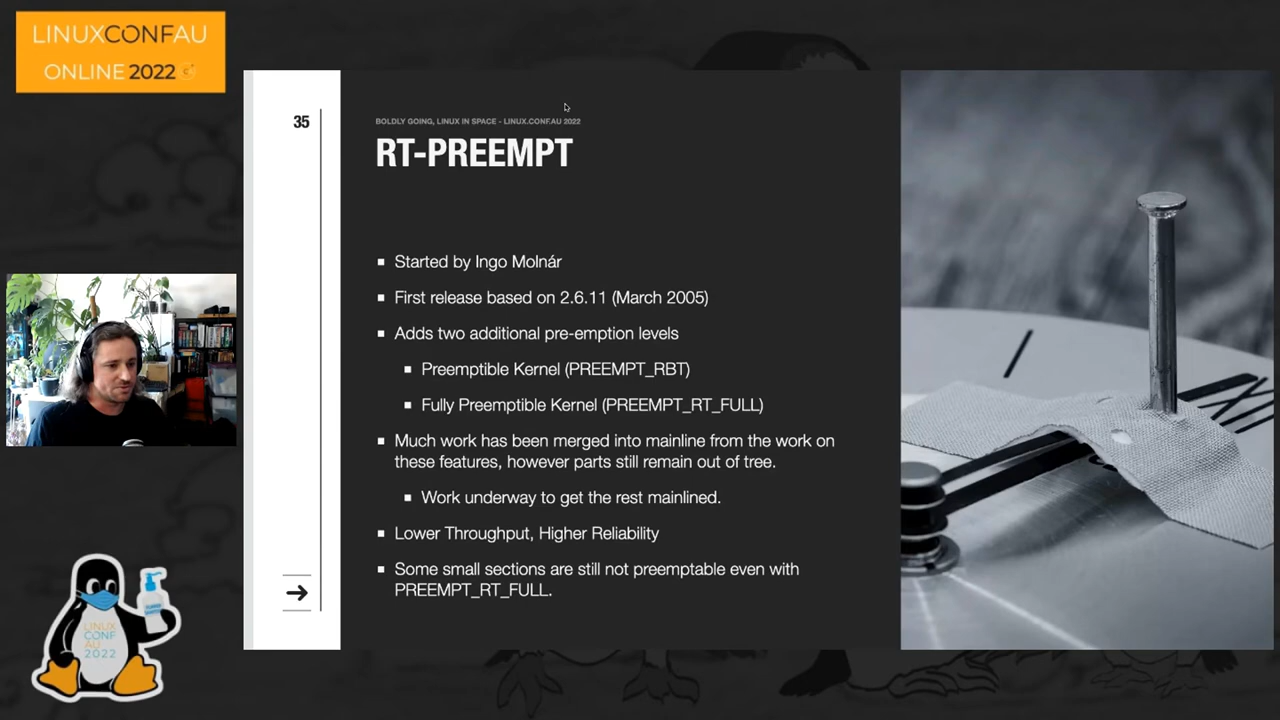 LINUXCONFAU
ONLINE 2022
35
BOLDLY GOING, LINUX IN SPACE - LINUX.CONF.AU 2022
RT-PREEMPT
Started by Ingo Molnár
First release based on 2.6.11 (March 2005)
Adds two additional pre-emption levels
Preemptible Kernel (PREEMPT_RBT)
Fully Preemptible Kernel (PREEMPT_RT_FULL)
Much work has been merged into mainline from the work on
these features, however parts still remain out of tree.
Work underway to get the rest mainlined.
Lower Throughput, Higher Reliability
Some small sections are still not preemptable even with
PREEMPT_RT_FULL.
LINUX
CONF
AU
2022